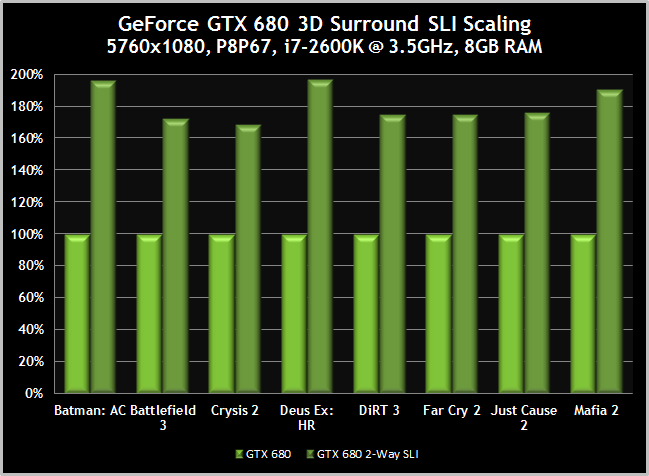 GeForce GTX 680 3D Surround SLI Scaling
5760x1080, P8P67, i7-2600K @ 3.5GHz, 8GB RAM
200%
180%
160%
140%
120%
100%
80%
60%
40%
20%
0%
Batman: AC Battlefield 3 Crysis 2 Deus Ex: HR DiRT 3 Far Cry 2 Just Cause 2 Mafia 2
GTX 680 GTX 680 2-Way SLI